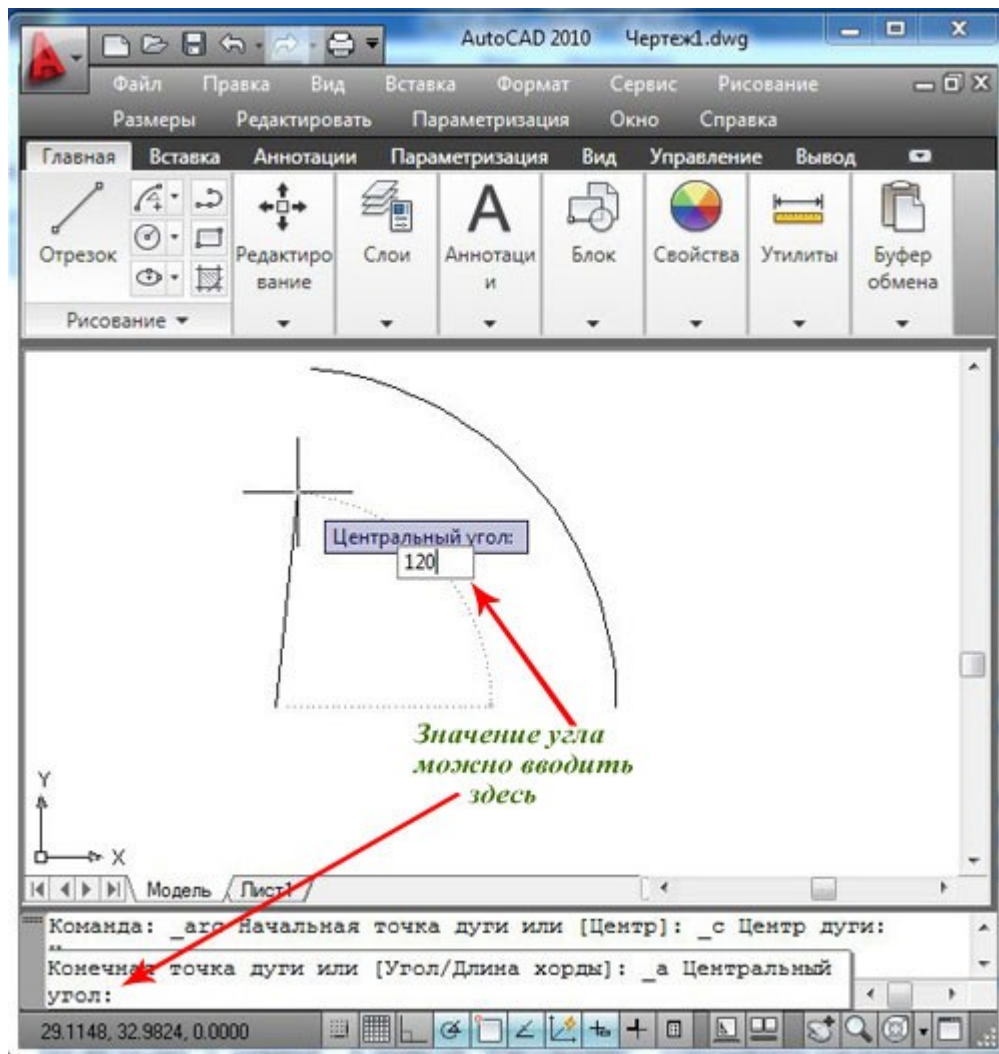 AutoCAD 2010 Чертеж1.dwg
Файл Правка Вид Вставка Формат Сервис Рисование
Размеры Редактировать Параметризация Окно Справка
Главная Вставка Аннотации Параметризация Вид Управление Вывод
Отрезок
Рисование
Редактиро
вание
Слои
Аннотаци
и
Блок
Свойства
Утилиты
Буфер
обмена
Центральный угол:
120
Значение угла
можно вводить
здесь
Y
X
Модель Лист1
Команда: _arc Начальная точка дуги или [Центр]: _c Центр дуги:
Конечная точка дуги или [Угол/Длина хорды]: _a Центральный
угол:
29.1148, 32.9824, 0.0000